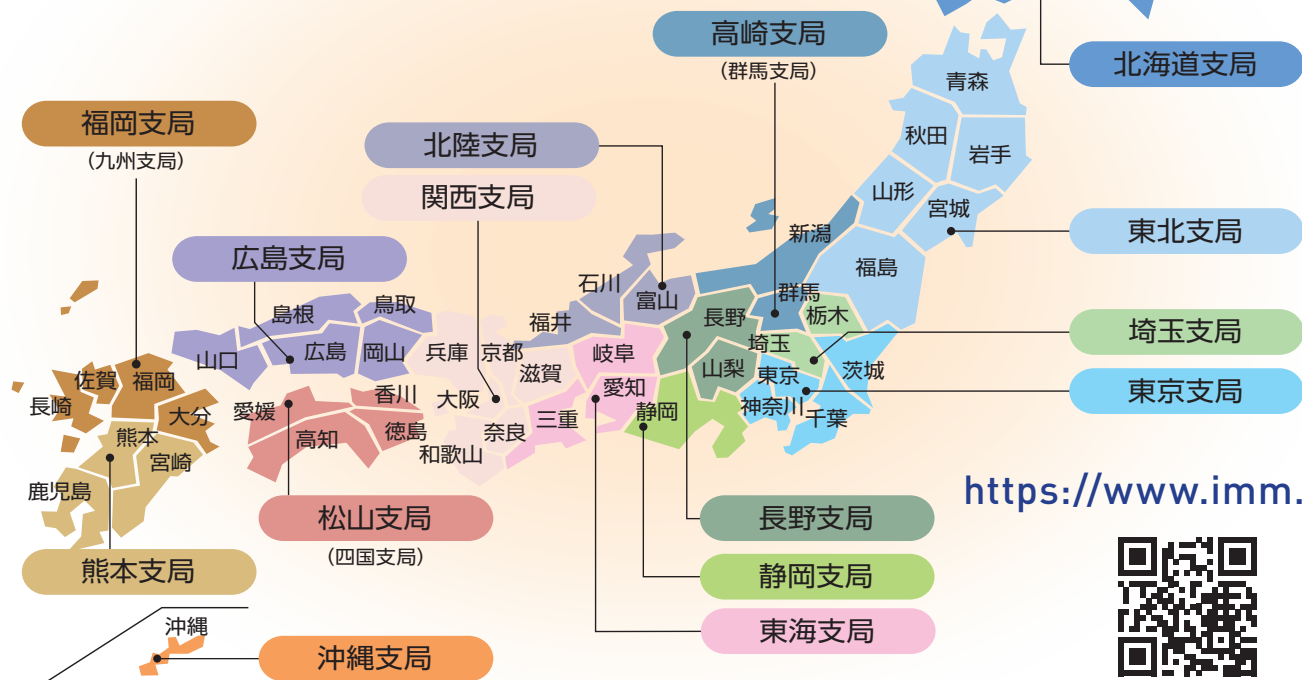 高崎支局
(群馬支局)
北海道支局
青森
福岡支局
(九州支局)
北陸支局
秋田
岩手
関西支局
山形
宮城
東北支局
新潟
広島支局
福島
石川
富山
群馬
鳥取
島根
福井
長野
栃木
埼玉支局
山口
広島
岡山
兵庫
京都
滋賀
岐阜
埼玉
山梨
東京
茨城
東京支局
佐賀
福岡
長崎
大分
愛媛
香川
大阪
愛知
静岡
神奈川
千葉
熊本
宮崎
高知
徳島
和歌山
奈良
三重
鹿児島
https://www.imm.
松山支局
(四国支局)
長野支局
熊本支局
静岡支局
東海支局
沖縄
沖縄支局